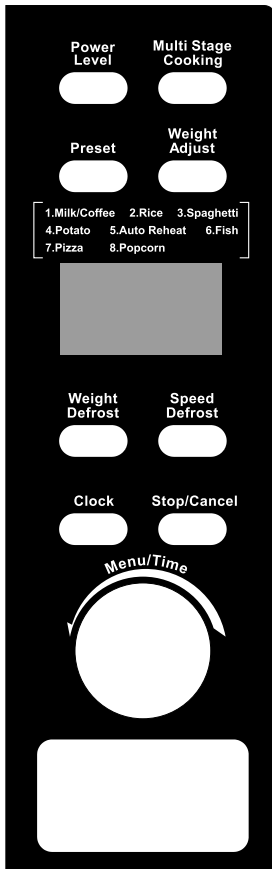 Power Level
Multi Stage Cooking
Preset
Weight Adjust
1.Milk/Coffee 2.Rice 3.Spaghetti
4.Potato 5.Auto Reheat 6.Fish
7.Pizza 8.Popcorn
Weight Defrost
Speed Defrost
Clock
Stop/Cancel
Menu/Time